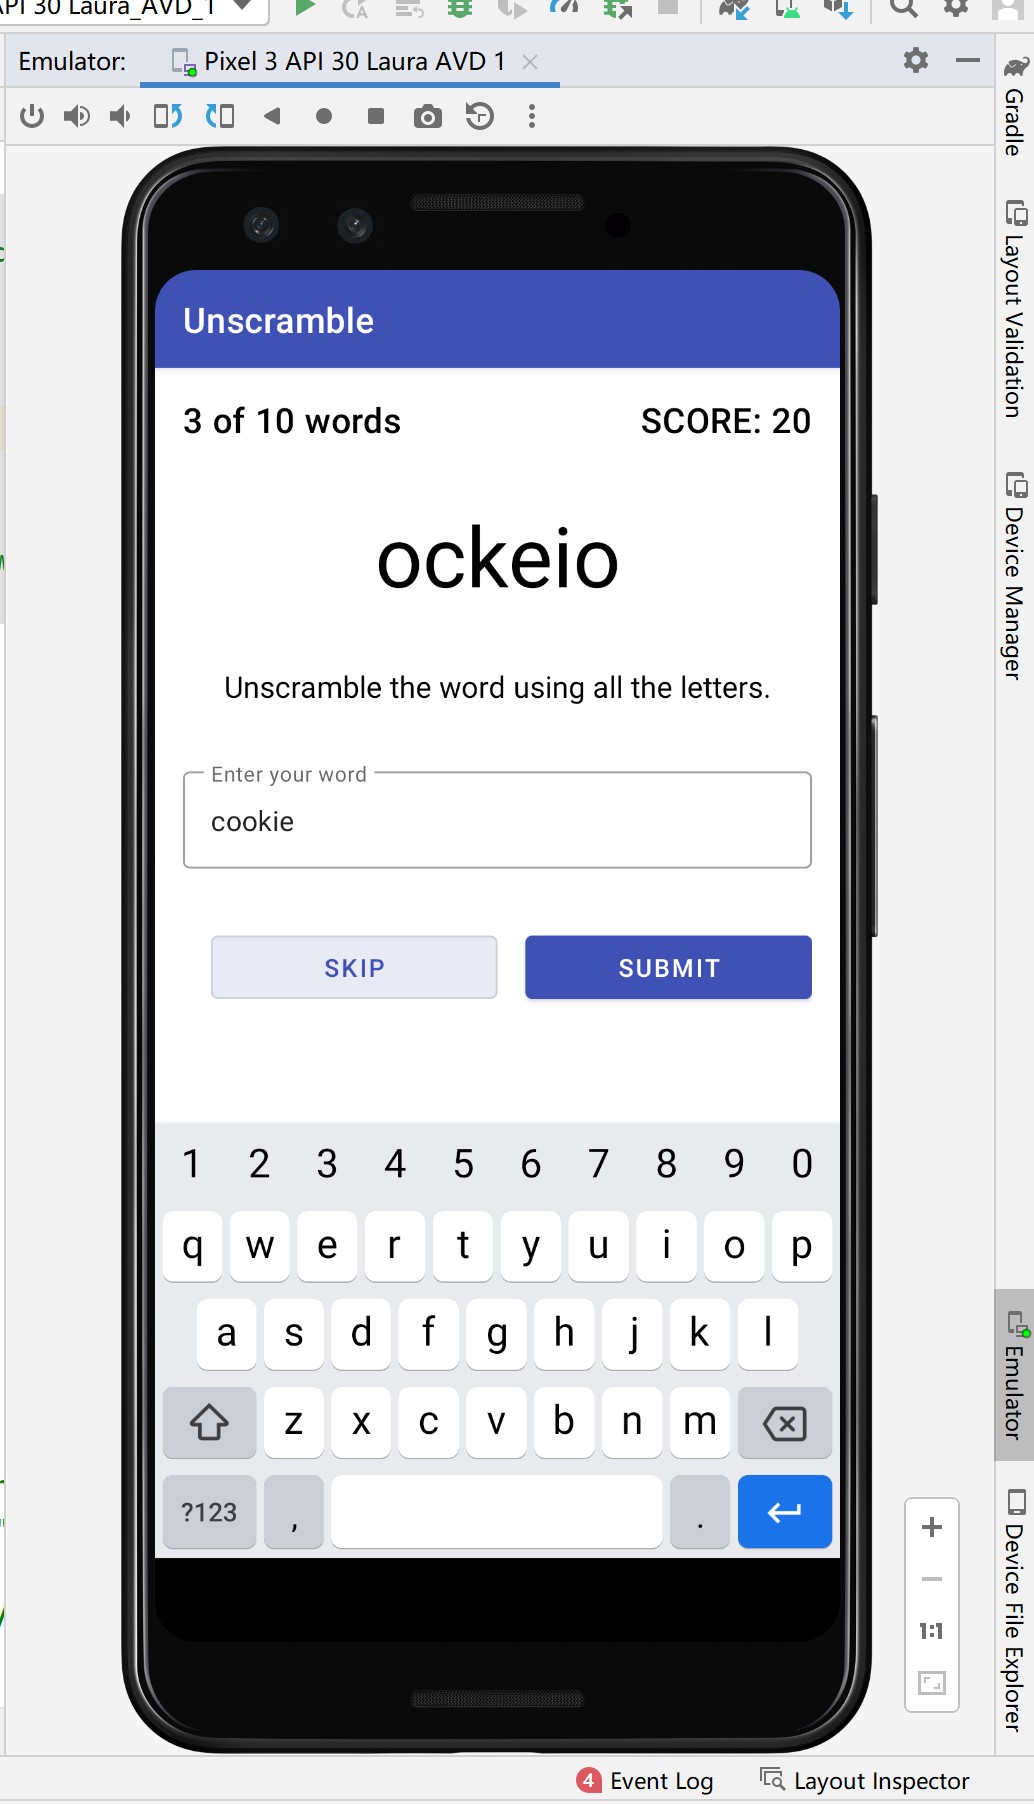 API 30 Laura_AVD_1
Emulator:
Pixel 3 API 30 Laura AVD 1
Unscramble
3 of 10 words
SCORE: 20
ockeio
Unscramble the word using all the letters.
Enter your word
cookie
SKIP
SUBMIT
1 2 3 4 5 6 7 8 9 0
q w e r t y u i o p
a s d f g h j k l
z x c v b n m
?123 , .
1:1
Gradle
Layout Validation
Device Manager
Emulator
Device File Explorer
4 Event Log
Layout Inspector